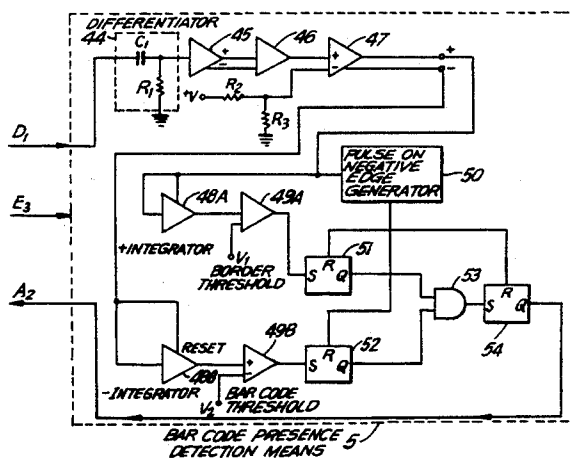 DIFFERENTIATOR
44
C1
R1
45
+
−
46
47
+
−
+
−
+V
R2
R3
D1
E3
A2
PULSE ON
NEGATIVE
EDGE
GENERATOR
50
48A
49A
+INTEGRATOR
V1
BORDER
THRESHOLD
51
S R Q
53
S R Q
54
RESET
48B
−INTEGRATOR
49B
+
−
V2
BAR CODE
THRESHOLD
52
S R Q
BAR CODE PRESENCE
DETECTION MEANS
5